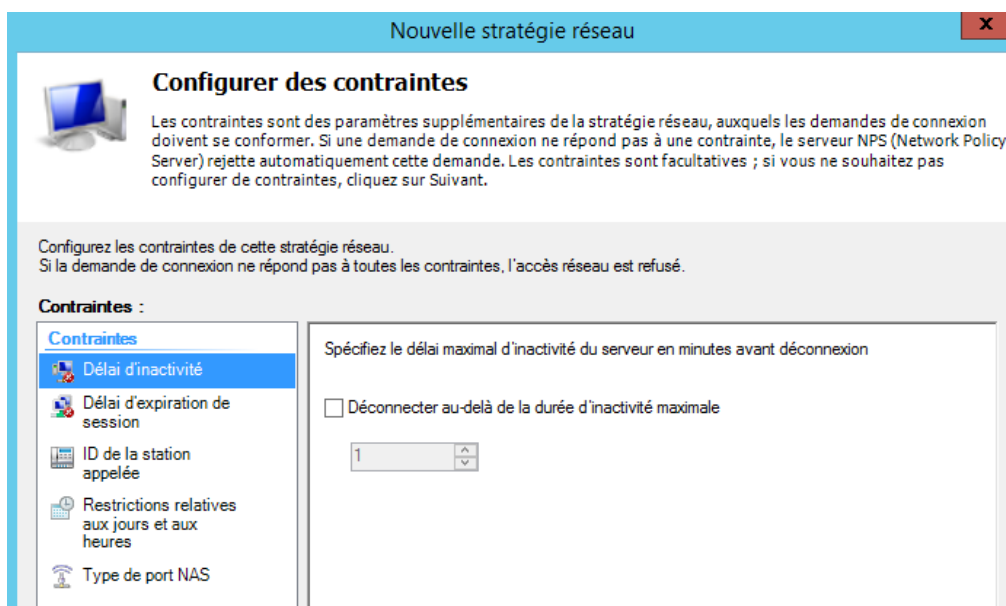 Nouvelle stratégie réseau
x
Configurer des contraintes
Les contraintes sont des paramètres supplémentaires de la stratégie réseau, auxquels les demandes de connexion
doivent se conformer. Si une demande de connexion ne répond pas à une contrainte, le serveur NPS (Network Policy
Server) rejette automatiquement cette demande. Les contraintes sont facultatives ; si vous ne souhaitez pas
configurer de contraintes, cliquez sur Suivant.
Configurez les contraintes de cette stratégie réseau.
Si la demande de connexion ne répond pas à toutes les contraintes, l'accès réseau est refusé.
Contraintes :
Contraintes
Délai d'inactivité
Délai d'expiration de
session
ID de la station
appelée
Restrictions relatives
aux jours et aux
heures
Type de port NAS
Spécifiez le délai maximal d'inactivité du serveur en minutes avant déconnexion
Déconnecter au-delà de la durée d'inactivité maximale
1